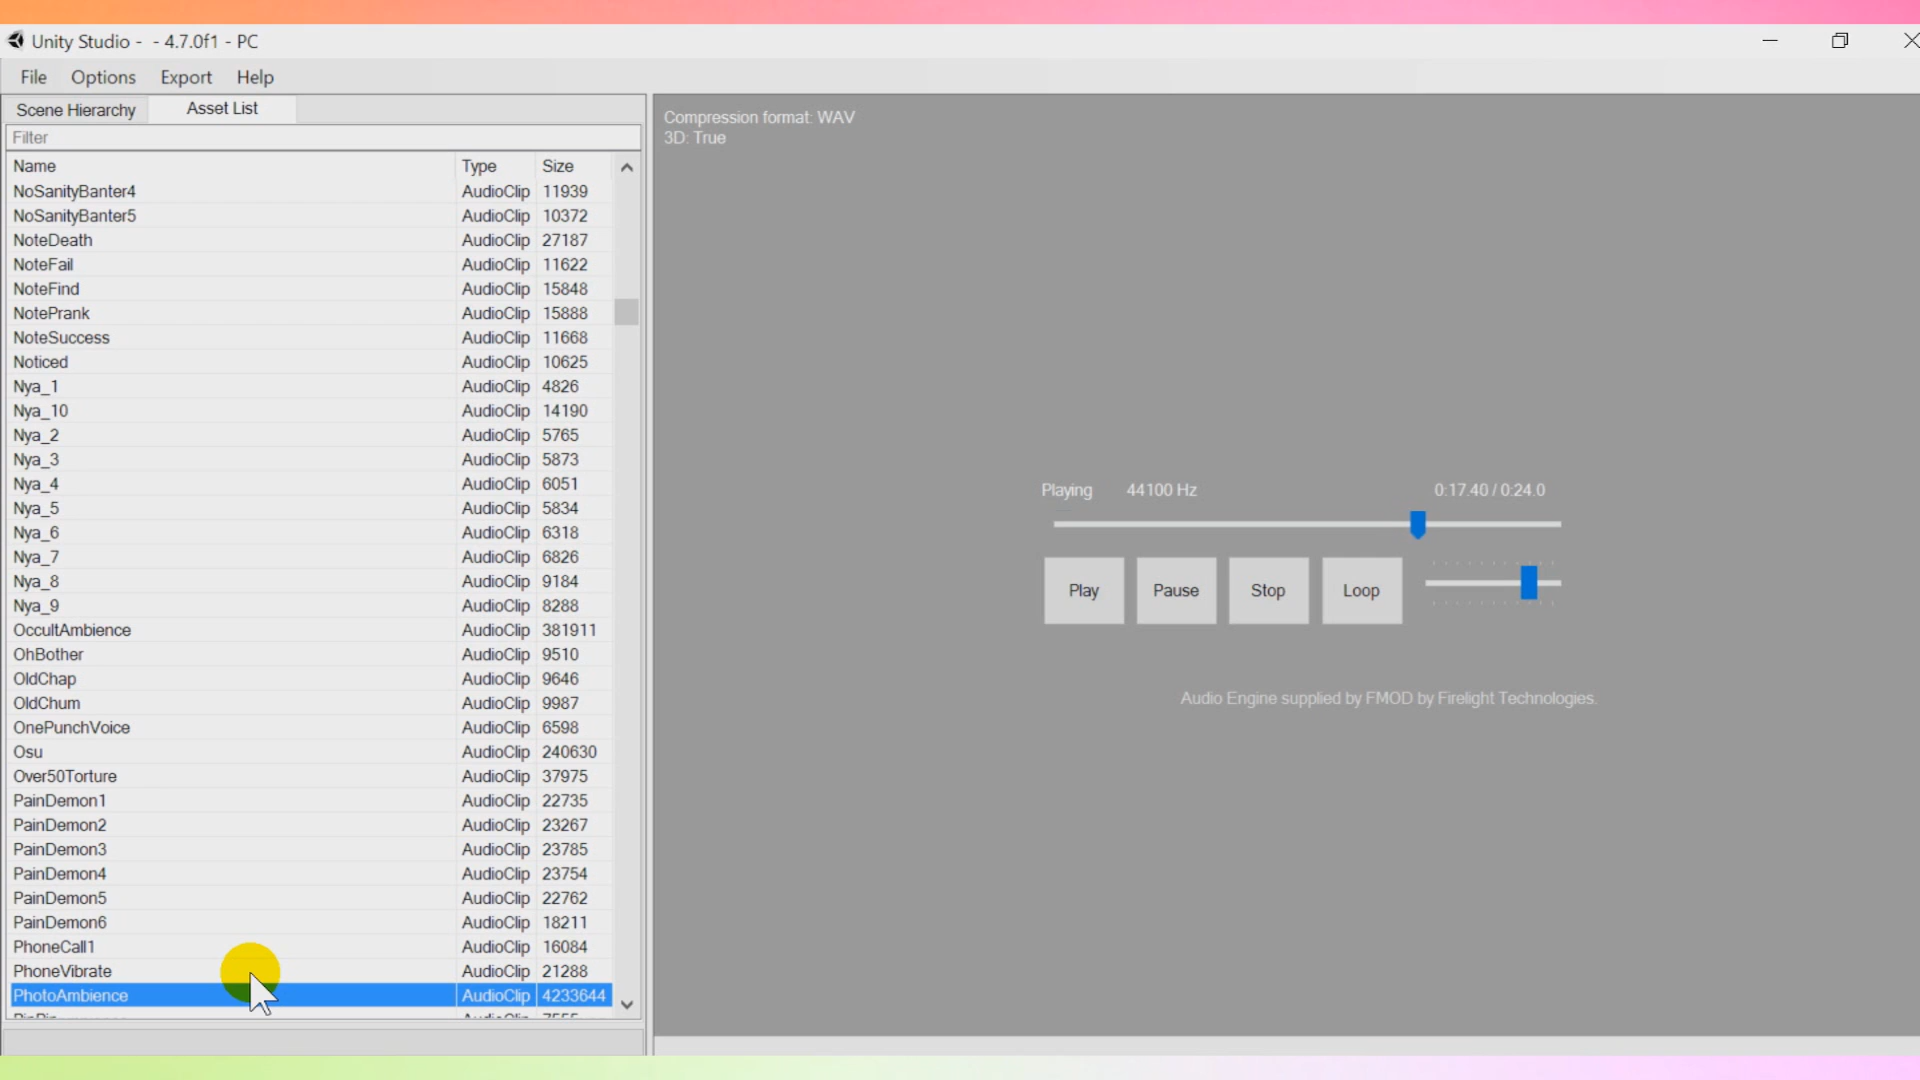 Unity Studio - - 4.7.0f1 - PC
File Options Export Help
Scene Hierarchy Asset List
Filter
Name Type Size
NoSanityBanter4 AudioClip 11939
NoSanityBanter5 AudioClip 10372
NoteDeath AudioClip 27187
NoteFail AudioClip 11622
NoteFind AudioClip 15848
NotePrank AudioClip 15888
NoteSuccess AudioClip 11668
Noticed AudioClip 10625
Nya_1 AudioClip 4826
Nya_10 AudioClip 14190
Nya_2 AudioClip 5765
Nya_3 AudioClip 5873
Nya_4 AudioClip 6051
Nya_5 AudioClip 5834
Nya_6 AudioClip 6318
Nya_7 AudioClip 6826
Nya_8 AudioClip 9184
Nya_9 AudioClip 8288
OccultAmbience AudioClip 381911
OhBother AudioClip 9510
OldChap AudioClip 9646
OldChum AudioClip 9987
OnePunchVoice AudioClip 6598
Osu AudioClip 240630
Over50Torture AudioClip 37975
PainDemon1 AudioClip 22735
PainDemon2 AudioClip 23267
PainDemon3 AudioClip 23785
PainDemon4 AudioClip 23754
PainDemon5 AudioClip 22762
PainDemon6 AudioClip 18211
PhoneCall1 AudioClip 16084
PhoneVibrate AudioClip 21288
PhotoAmbience AudioClip 4233644
Compression format: WAV
3D: True
Playing 44100 Hz 0:17.40 / 0:24.0
Play Pause Stop Loop
Audio Engine supplied by FMOD by Firelight Technologies.